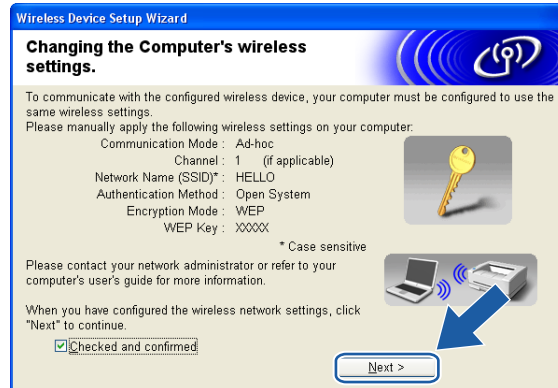 Wireless Device Setup Wizard
Changing the Computer's wireless
settings.
To communicate with the configured wireless device, your computer must be configured to use the
same wireless settings.
Please manually apply the following wireless settings on your computer:
Communication Mode : Ad-hoc
Channel : 1 (if applicable)
Network Name (SSID)* : HELLO
Authentication Method : Open System
Encryption Mode : WEP
WEP Key : XXXXX
* Case sensitive
Please contact your network administrator or refer to your
computer's user's guide for more information.
When you have configured the wireless network settings, click
"Next" to continue.
Checked and confirmed
Next >